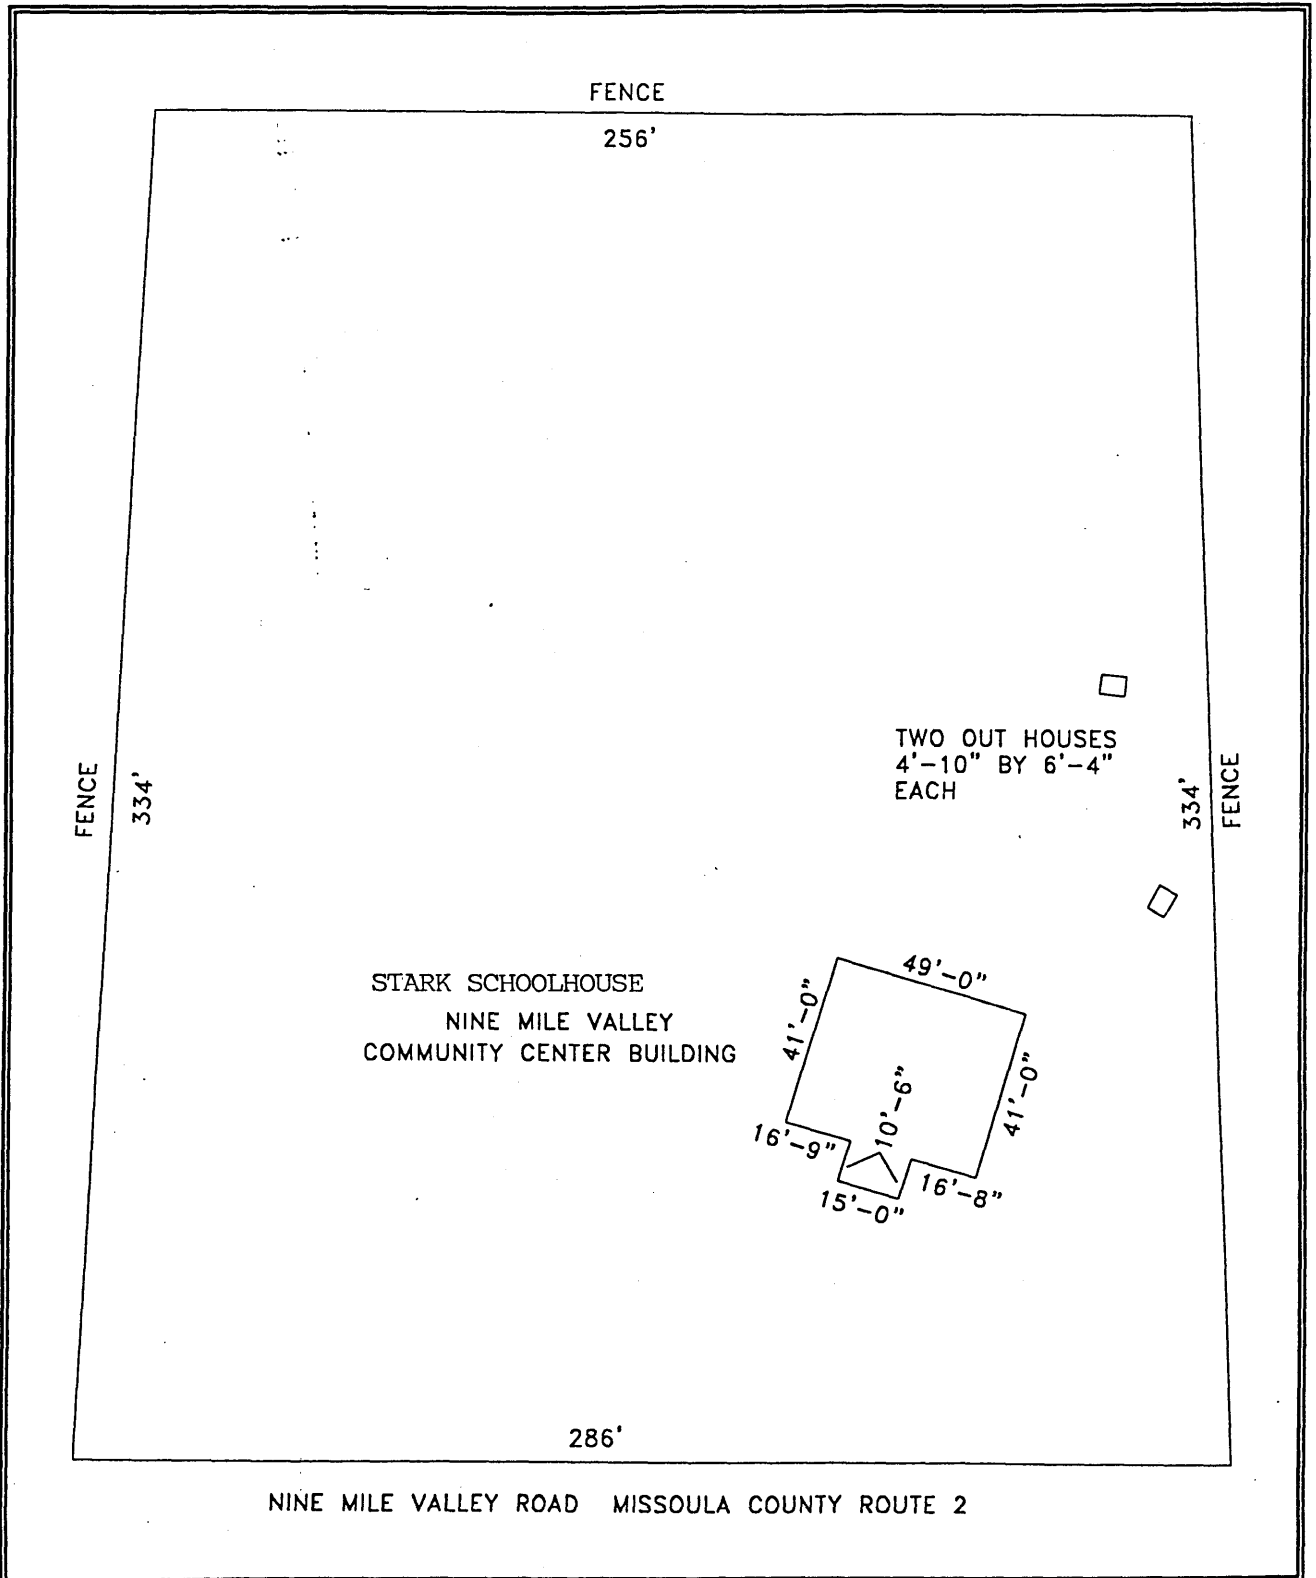 FENCE
256'
TWO OUT HOUSES
4'-10" BY 6'-4"
EACH
FENCE
334'
334'
FENCE
STARK SCHOOLHOUSE
NINE MILE VALLEY
COMMUNITY CENTER BUILDING
49'-0"
41'-0"
41'-0"
10'-6"
16'-9"
15'-0"
16'-8"
286'
NINE MILE VALLEY ROAD MISSOULA COUNTY ROUTE 2